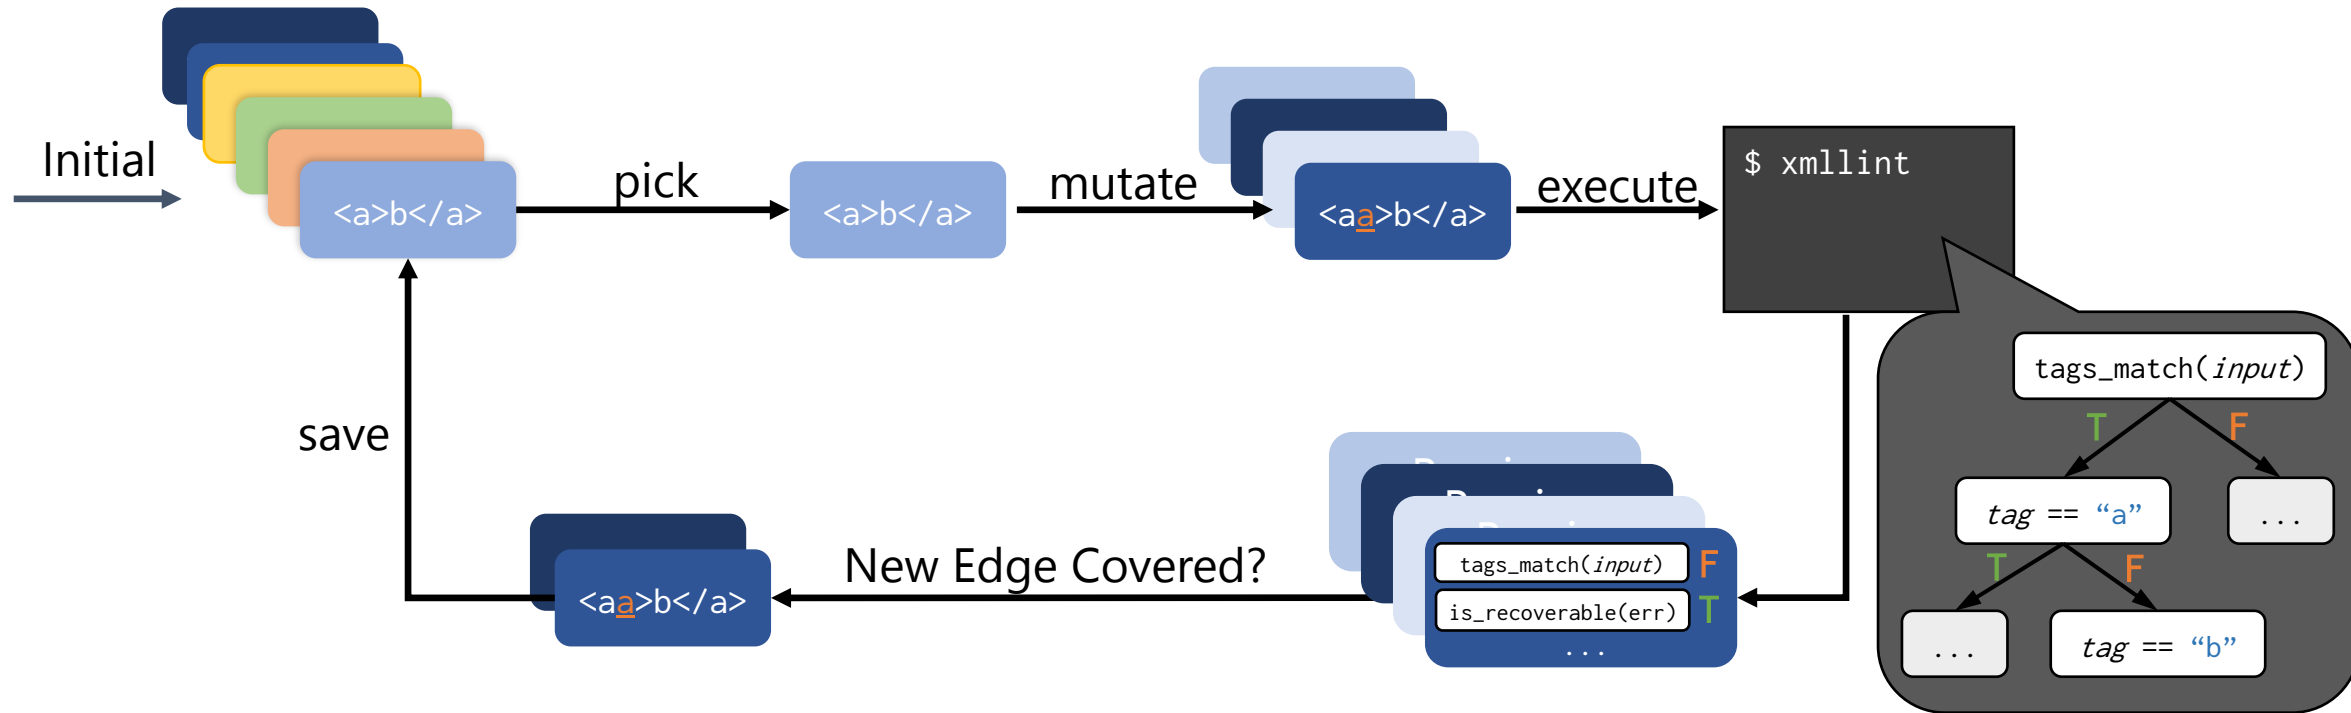 Initial
<a>b</a>
pick
<a>b</a>
mutate
<aa>b</a>
execute
$ xmllint
tags_match(input)
T
F
tag == “a”
...
T
F
...
tag == “b”
tags_match(input) F
is_recoverable(err) T
...
New Edge Covered?
<aa>b</a>
save